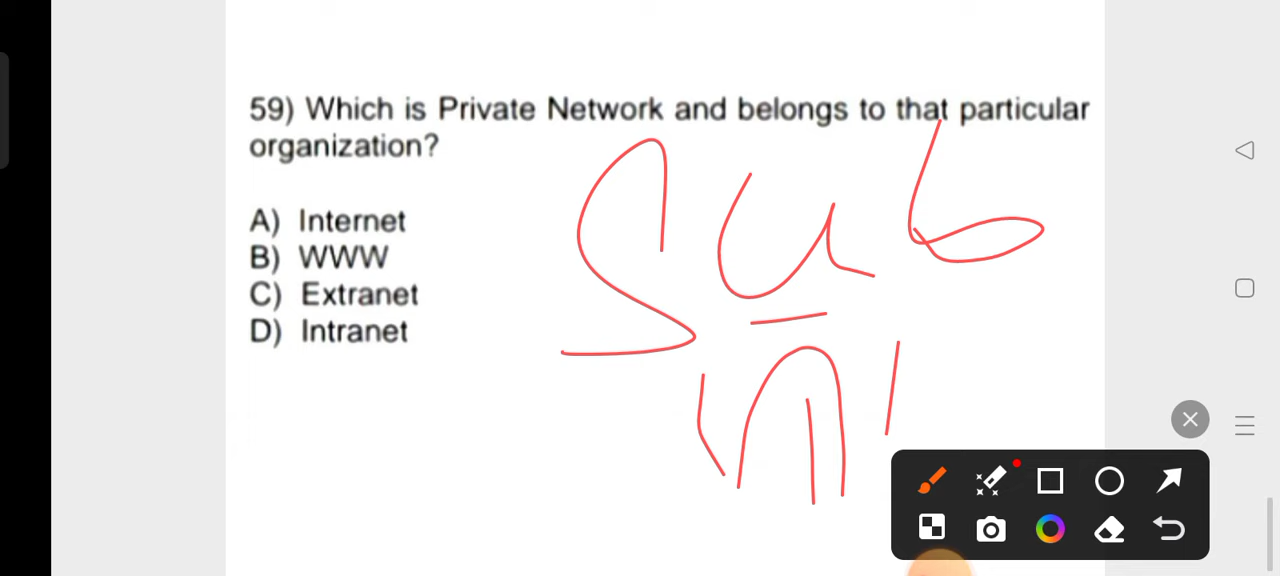 59) Which is Private Network and belongs to that particular
organization?
A) Internet
B) WWW
C) Extranet
D) Intranet
Sub